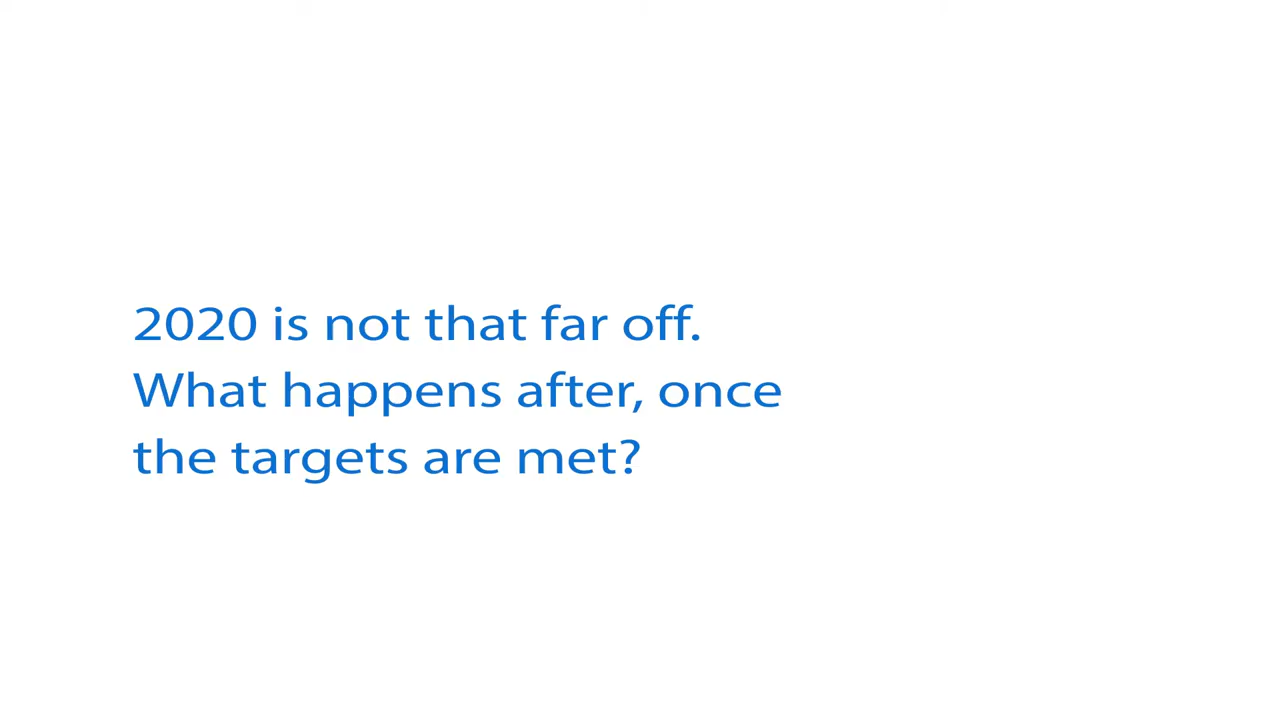 2020 is not that far off.
What happens after, once
the targets are met?